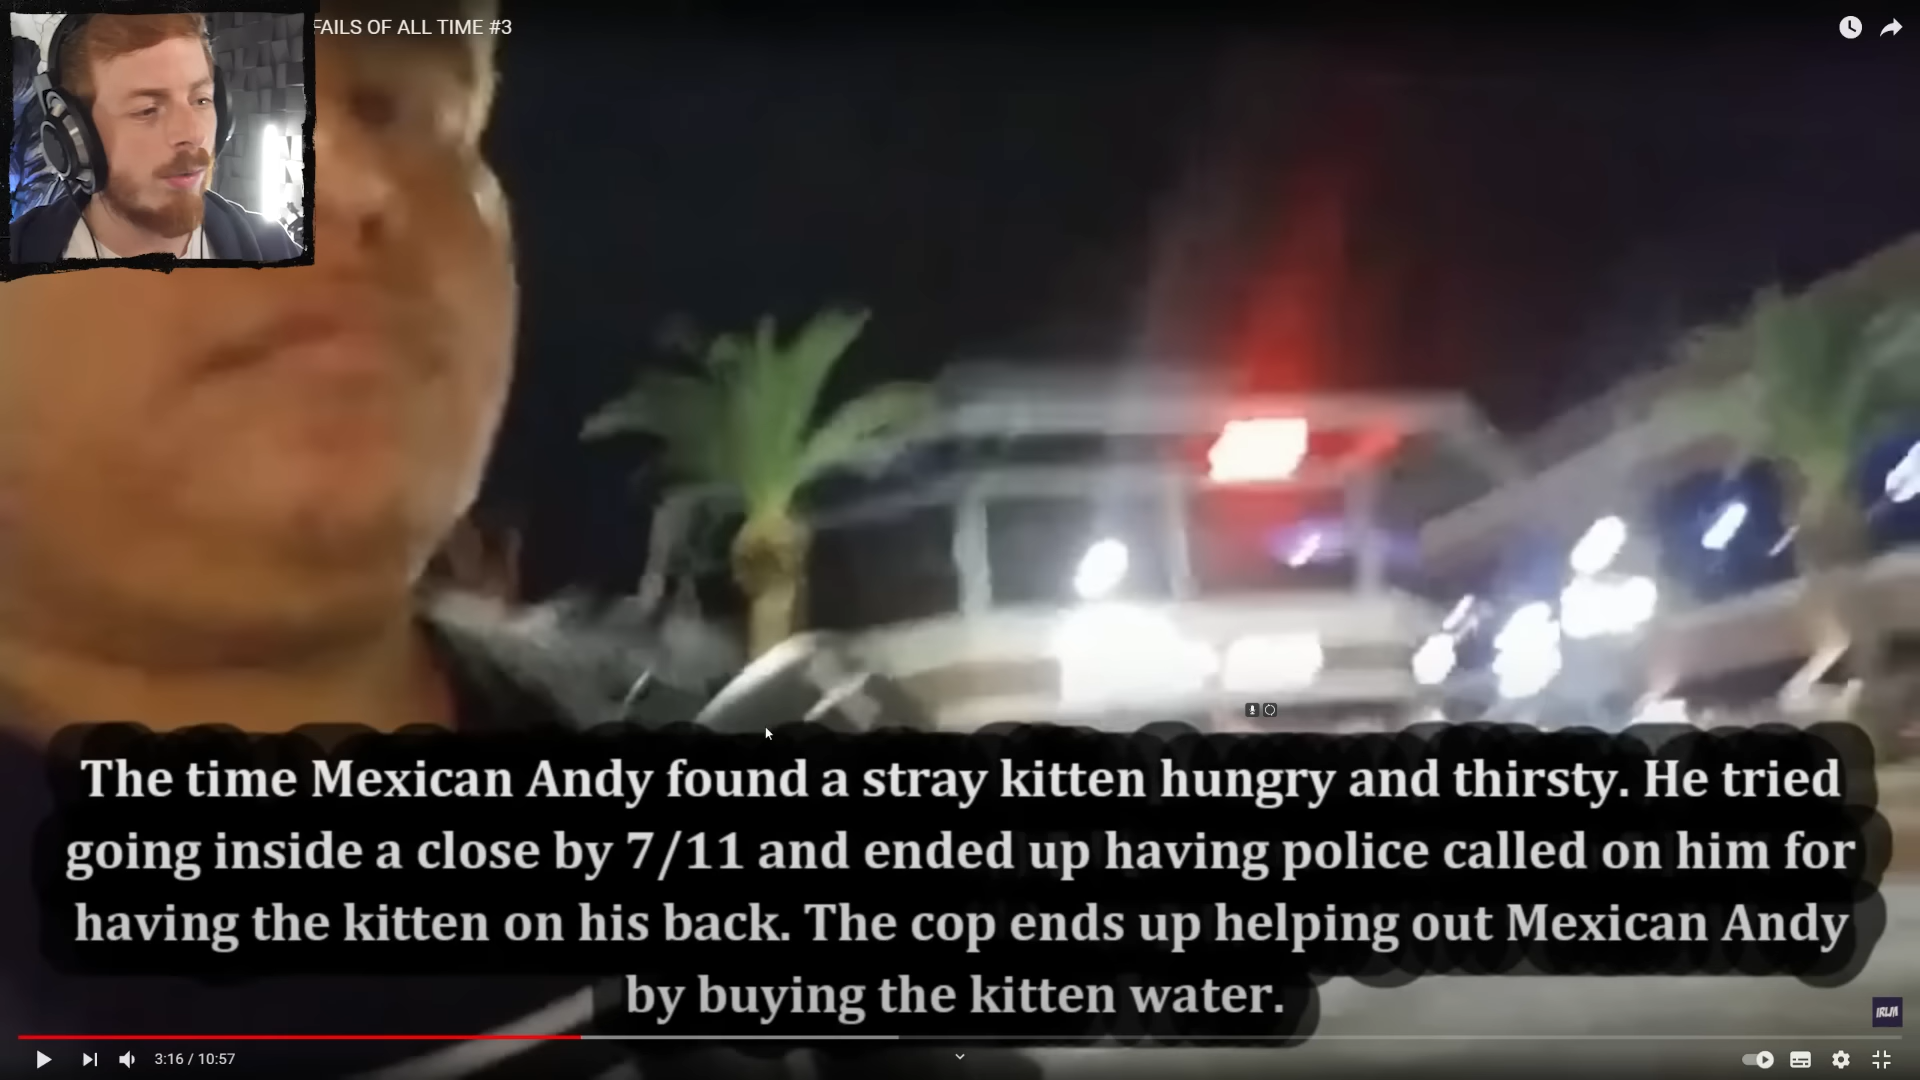 FAILS OF ALL TIME #3
The time Mexican Andy found a stray kitten hungry and thirsty. He tried
going inside a close by 7/11 and ended up having police called on him for
having the kitten on his back. The cop ends up helping out Mexican Andy
by buying the kitten water.
IRLM
3:16 / 10:57